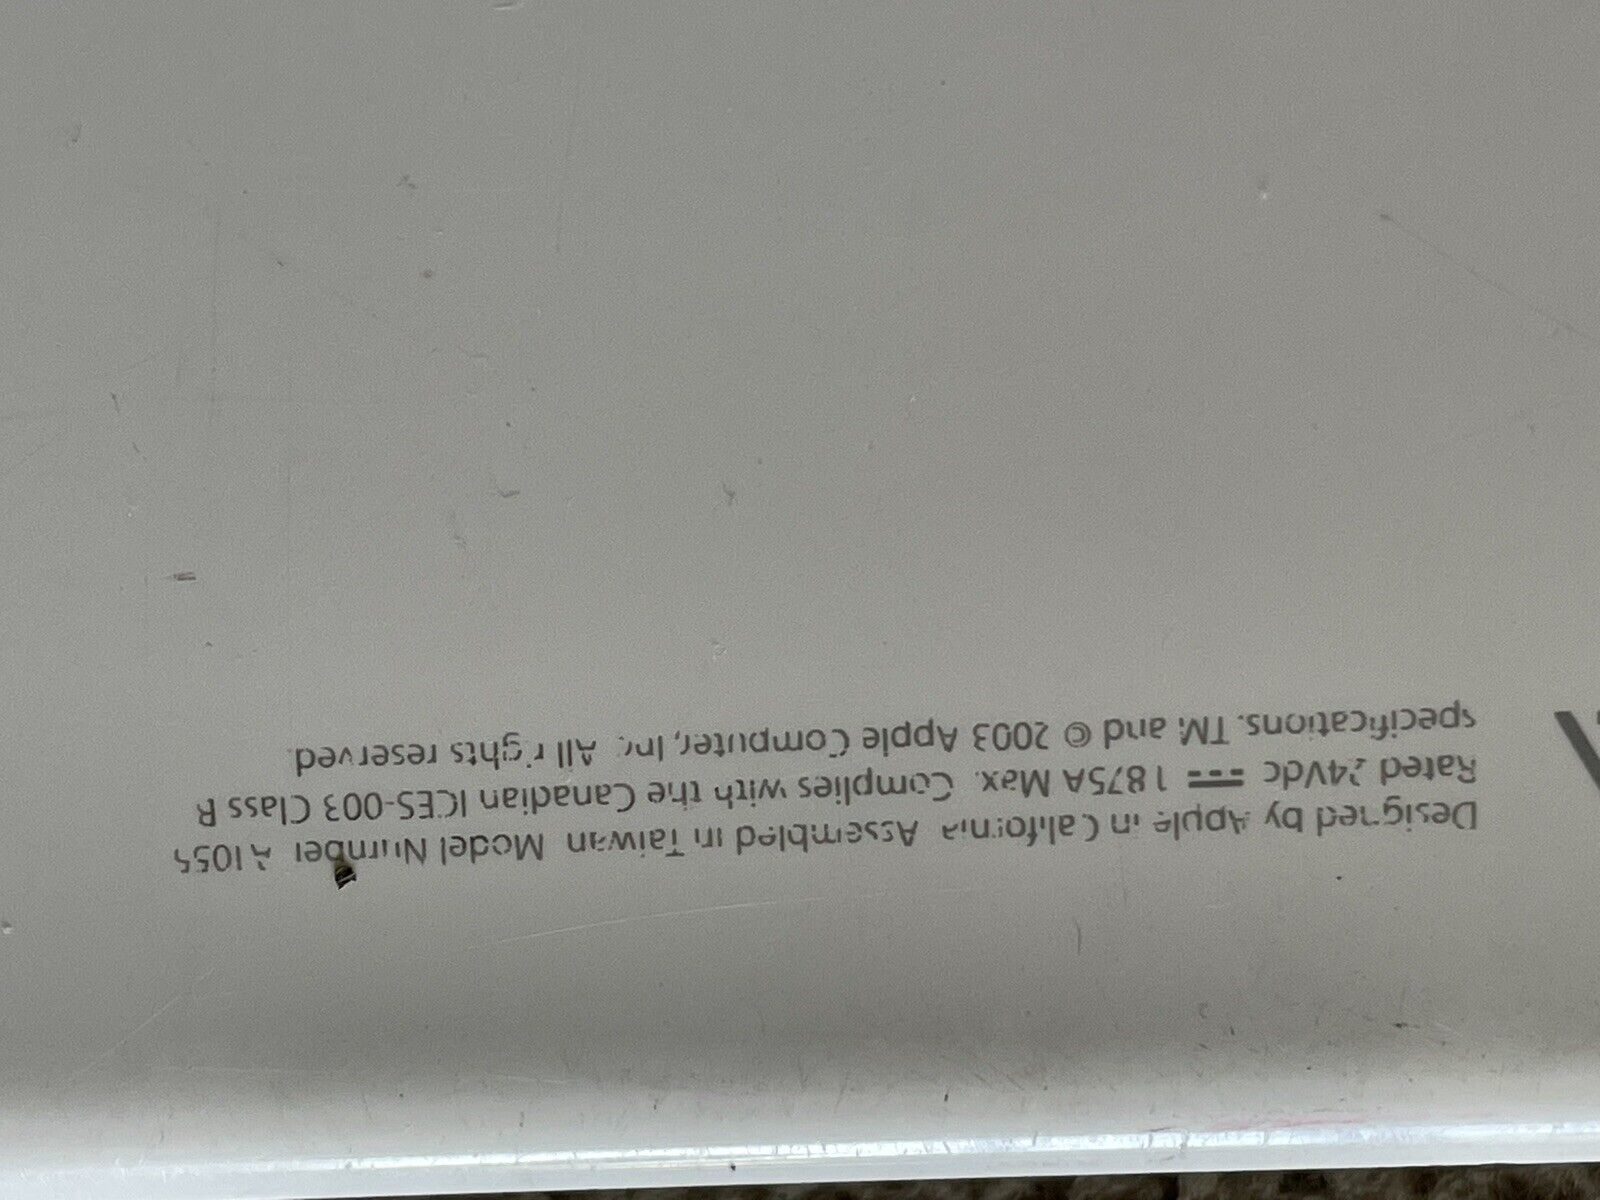 Designed by Apple in California Assembled in Taiwan Model Number A1055
Rated 24Vdc ⎓ 1.875A Max. Complies with the Canadian ICES-003 Class B
specifications. TM and © 2003 Apple Computer, Inc. All rights reserved.